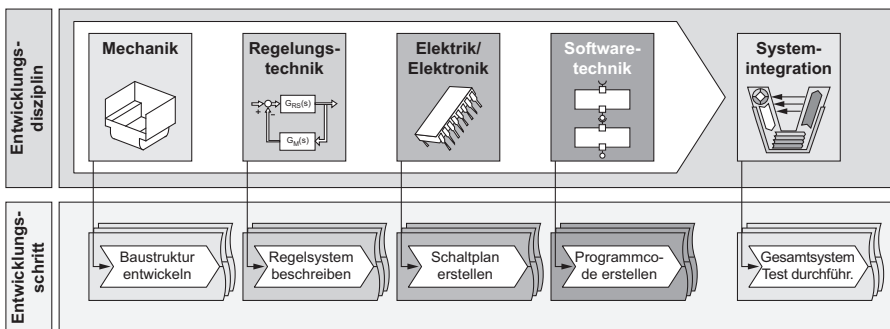 Entwicklungs-
disziplin
Mechanik
Regelungs-
technik
G_RS(s)
+
−
G_M(s)
Elektrik/
Elektronik
Software-
technik
System-
integration
Entwicklungs-
schritt
Baustruktur
entwickeln
Regelsystem
beschreiben
Schaltplan
erstellen
Programmco-
de erstellen
Gesamtsystem
Test durchführ.